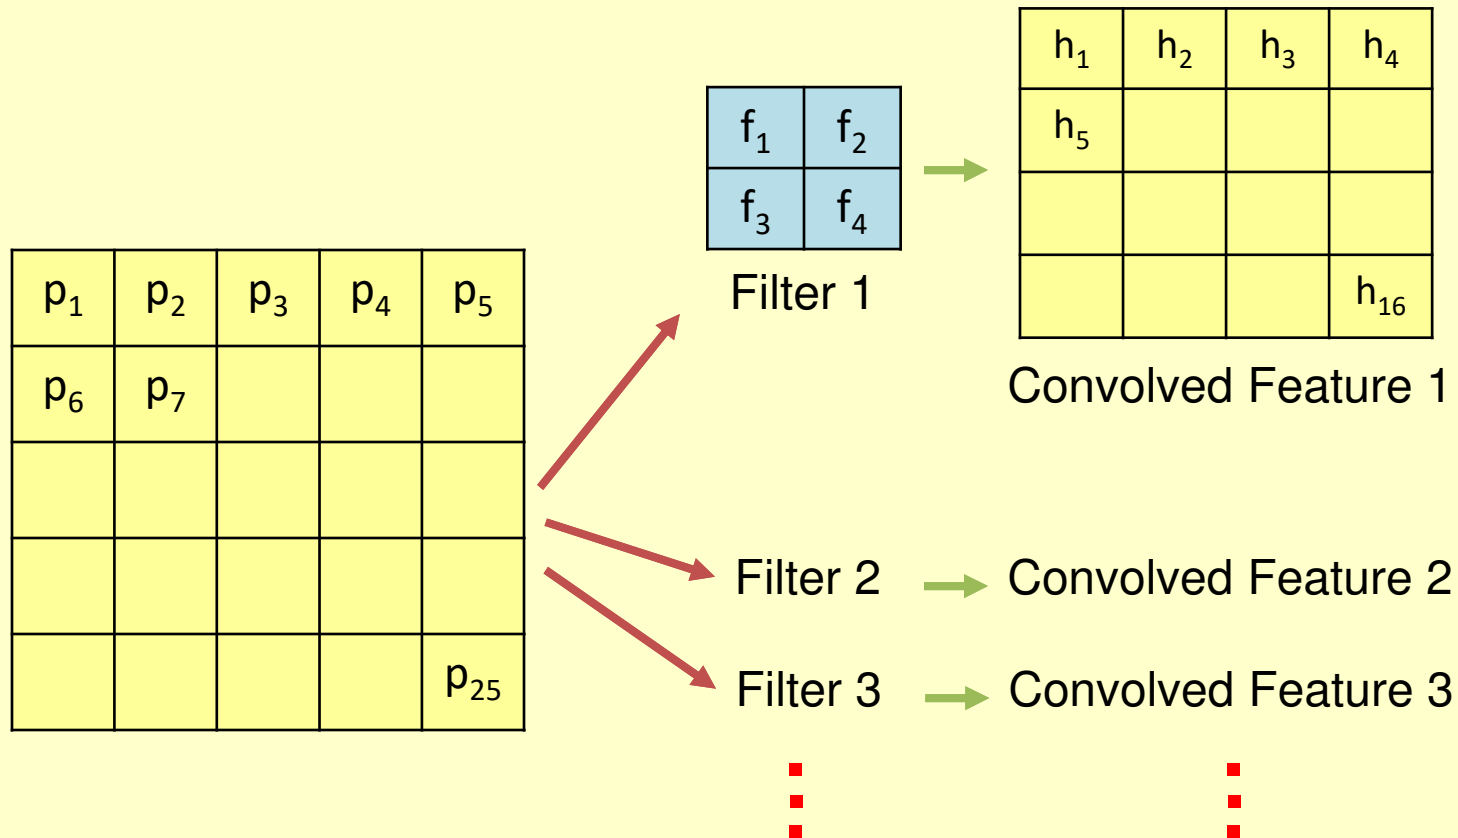 p₁ p₂ p₃ p₄ p₅
p₆ p₇
p₂₅
f₁ f₂
f₃ f₄
Filter 1
h₁ h₂ h₃ h₄
h₅
h₁₆
Convolved Feature 1
Filter 2
Convolved Feature 2
Filter 3
Convolved Feature 3